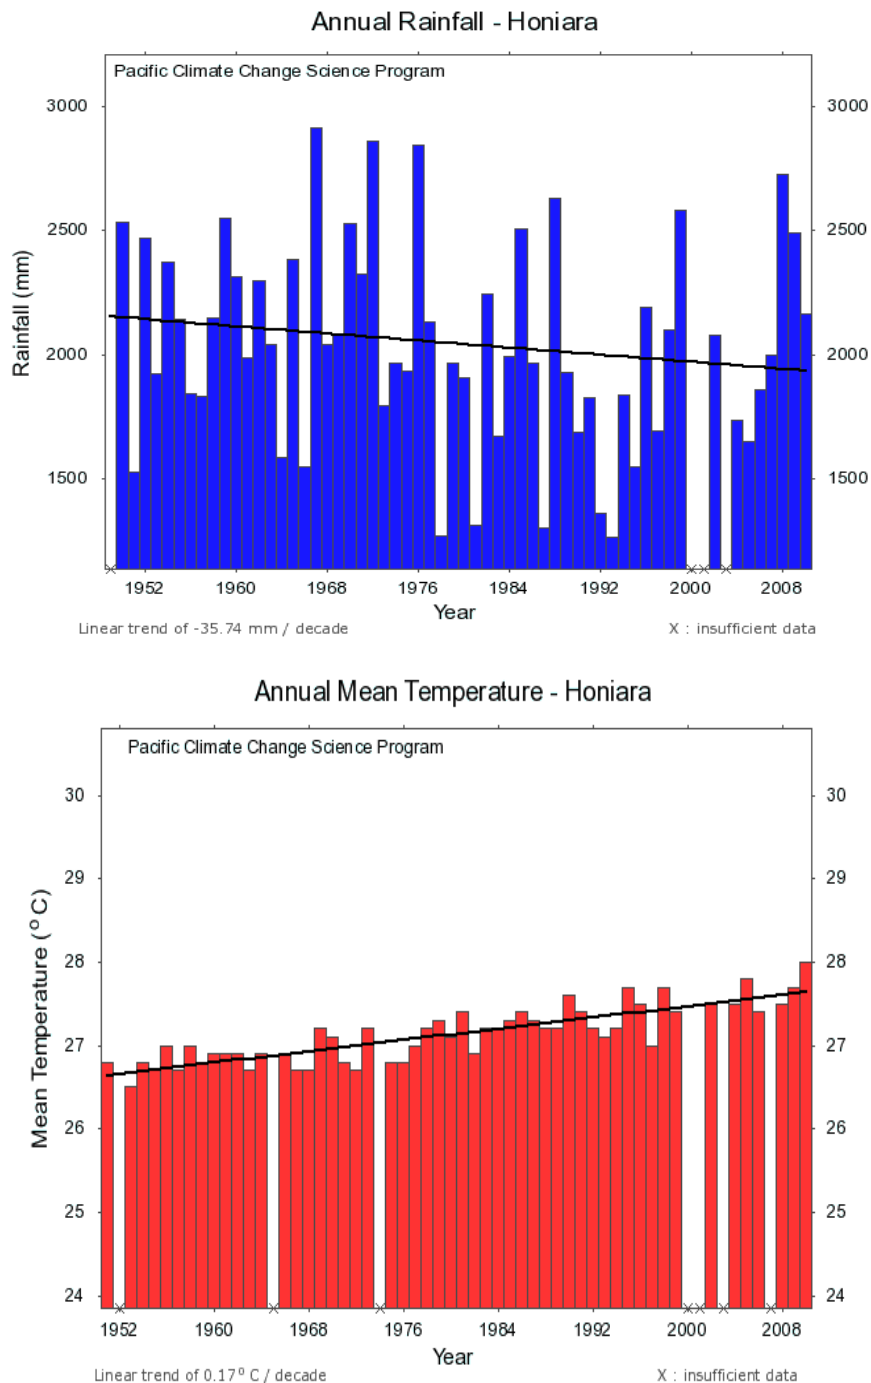 Annual Rainfall - Honiara
Pacific Climate Change Science Program
3000 3000
2500 2500
Rainfall (mm)
2000 2000
1500 1500
1952 1960 1968 1976 1984 1992 2000 2008
Year
Linear trend of -35.74 mm / decade X : insufficient data
Annual Mean Temperature - Honiara
Pacific Climate Change Science Program
30 30
29 29
28 28
Mean Temperature (°C)
27 27
26 26
25 25
24 24
1952 1960 1968 1976 1984 1992 2000 2008
Year
Linear trend of 0.17° C / decade X : insufficient data